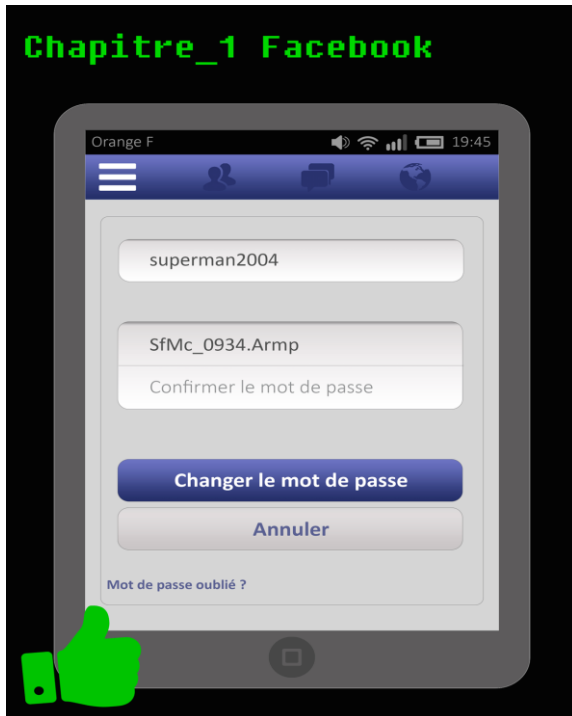 Chapitre_1 Facebook
Orange F 19:45
superman2004
SfMc_0934.Armp
Confirmer le mot de passe
Changer le mot de passe
Annuler
Mot de passe oublié ?